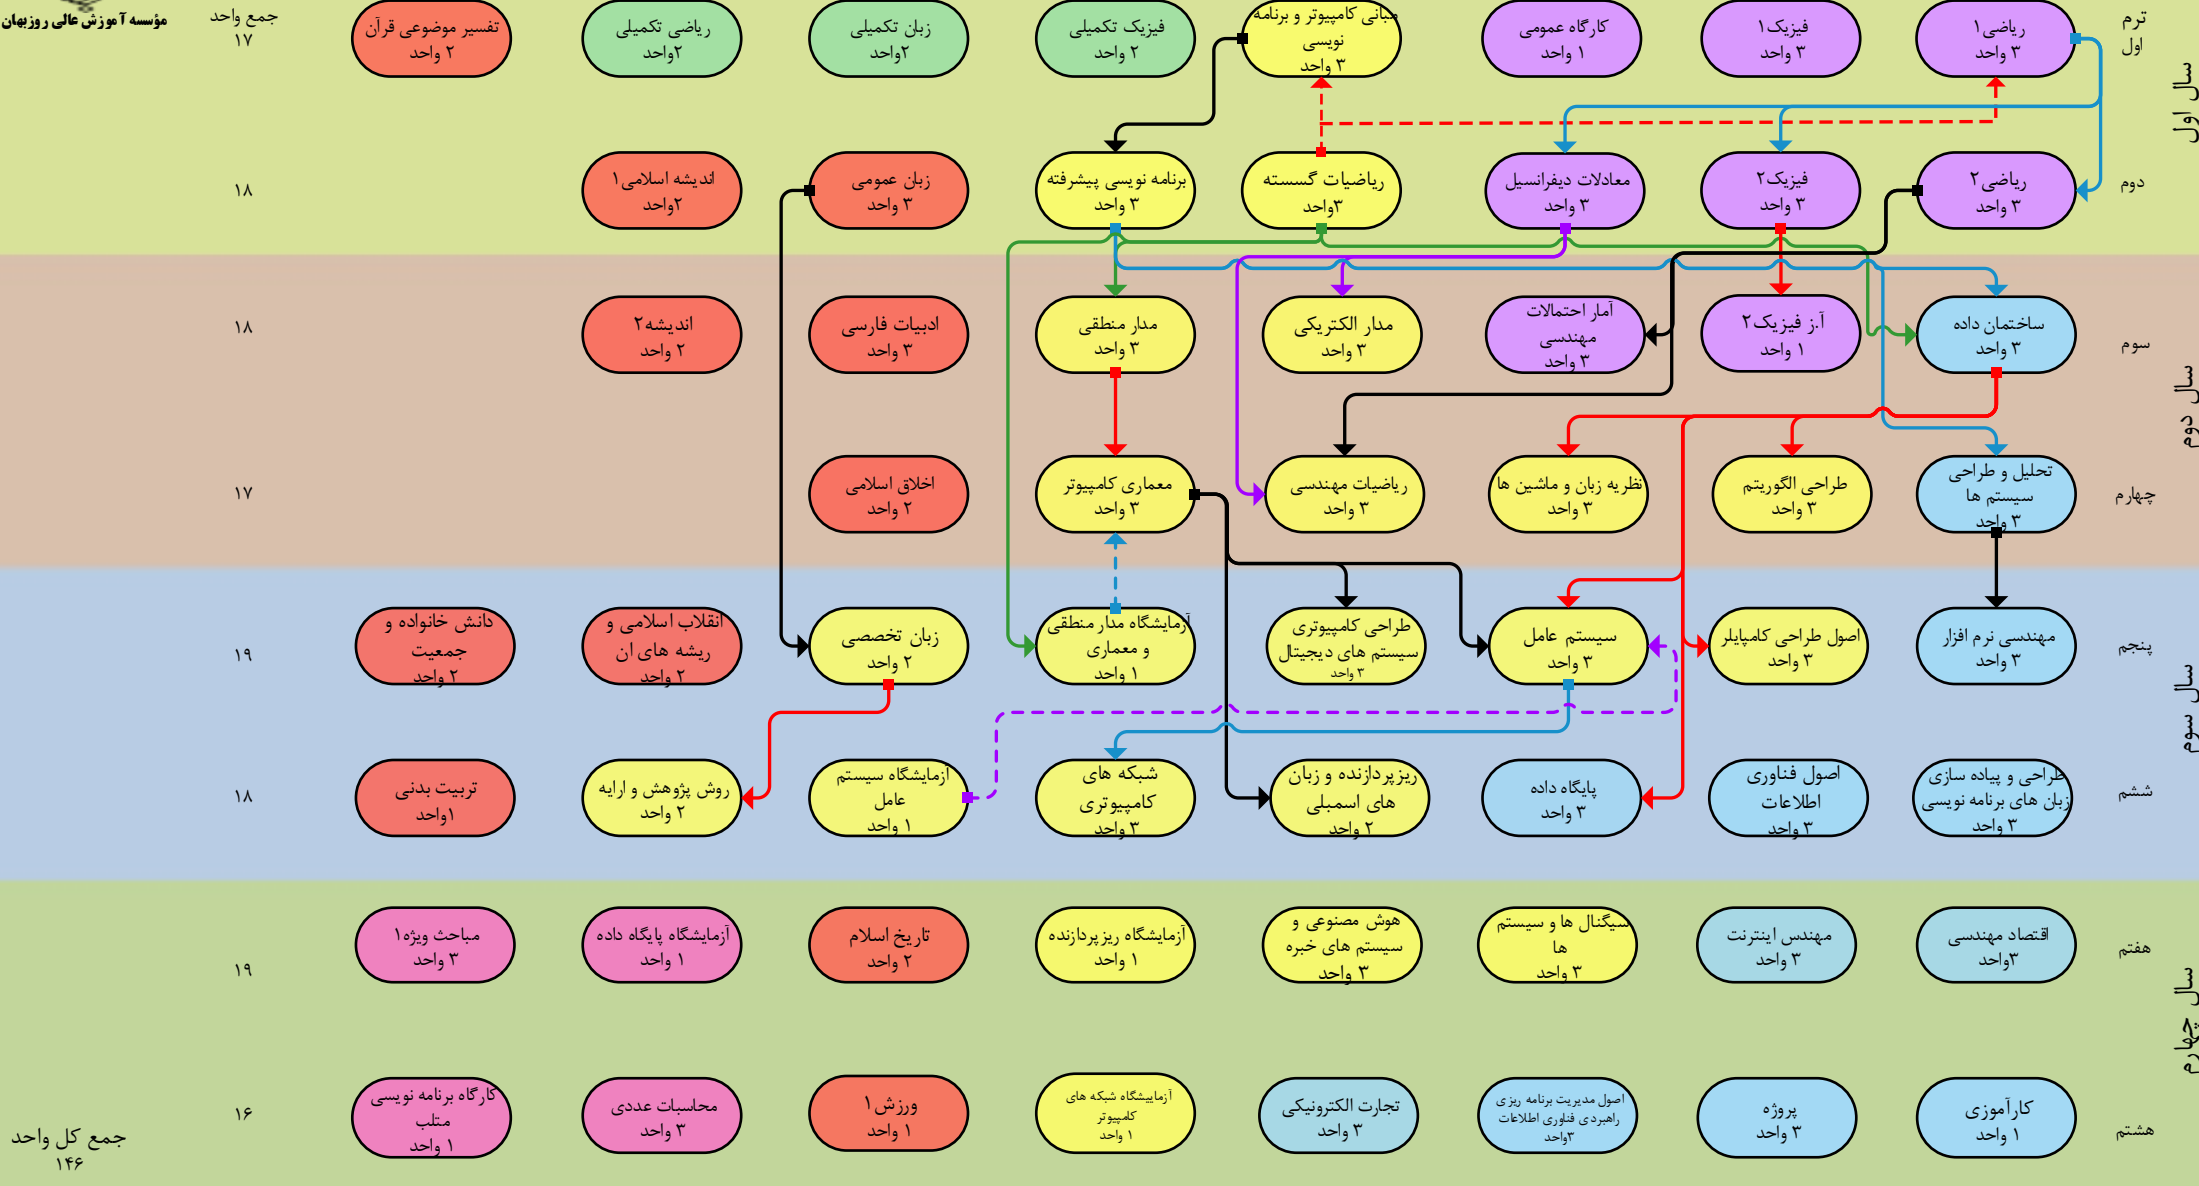 ترم
اول
ریاضی۱
۳ واحد
فیزیک۱
۳ واحد
کارگاه عمومی
۱ واحد
مبانی کامپیوتر و برنامه
نویسی
۳ واحد
فیزیک تکمیلی
۲ واحد
زبان تکمیلی
۲واحد
ریاضی تکمیلی
۲واحد
تفسیر موضوعی قرآن
۲ واحد
جمع واحد
۱۷
مؤسسه آموزش عالی روزبهان
سال اول
دوم
ریاضی۲
۳ واحد
فیزیک۲
۳ واحد
معادلات دیفرانسیل
۳ واحد
ریاضیات گسسته
۳واحد
برنامه نویسی پیشرفته
۳ واحد
زبان عمومی
۳ واحد
اندیشه اسلامی۱
۲واحد
۱۸
سوم
ساختمان داده
۳ واحد
آ.ز فیزیک۲
۱ واحد
آمار احتمالات
مهندسی
۳ واحد
مدار الکتریکی
۳ واحد
مدار منطقی
۳ واحد
ادبیات فارسی
۳ واحد
اندیشه۲
۲ واحد
۱۸
سال دوم
چهارم
تحلیل و طراحی
سیستم ها
۳ واحد
طراحی الگوریتم
۳ واحد
نظریه زبان و ماشین ها
۳ واحد
ریاضیات مهندسی
۳ واحد
معماری کامپیوتر
۳ واحد
اخلاق اسلامی
۲ واحد
۱۷
پنجم
مهندسی نرم افزار
۳ واحد
اصول طراحی کامپایلر
۳ واحد
سیستم عامل
۳ واحد
طراحی کامپیوتری
سیستم های دیجیتال
۳ واحد
آزمایشگاه مدار منطقی
و معماری
۱ واحد
زبان تخصصی
۲ واحد
انقلاب اسلامی و
ریشه های ان
۲ واحد
دانش خانواده و
جمعیت
۲ واحد
۱۹
سال سوم
ششم
طراحی و پیاده سازی
زبان های برنامه نویسی
۳ واحد
اصول فناوری
اطلاعات
۳ واحد
پایگاه داده
۳ واحد
ریزپردازنده و زبان
های اسمبلی
۲ واحد
شبکه های
کامپیوتری
۳ واحد
آزمایشگاه سیستم
عامل
۱ واحد
روش پژوهش و ارایه
۲ واحد
تربیت بدنی
۱واحد
۱۸
هفتم
اقتصاد مهندسی
۳واحد
مهندس اینترنت
۳ واحد
سیگنال ها و سیستم
ها
۳ واحد
هوش مصنوعی و
سیستم های خبره
۳ واحد
آزمایشگاه ریزپردازنده
۱ واحد
تاریخ اسلام
۲ واحد
آزمایشگاه پایگاه داده
۱ واحد
مباحث ویژه۱
۳ واحد
۱۹
سال چهارم
هشتم
کارآموزی
۱ واحد
پروژه
۳ واحد
اصول مدیریت برنامه ریزی
راهبردی فناوری اطلاعات
۳واحد
تجارت الکترونیکی
۳ واحد
آزماییشگاه شبکه های
کامپیوتر
۱ واحد
ورزش۱
۱ واحد
محاسبات عددی
۳ واحد
کارگاه برنامه نویسی
متلب
۱ واحد
۱۶
جمع کل واحد
۱۴۶